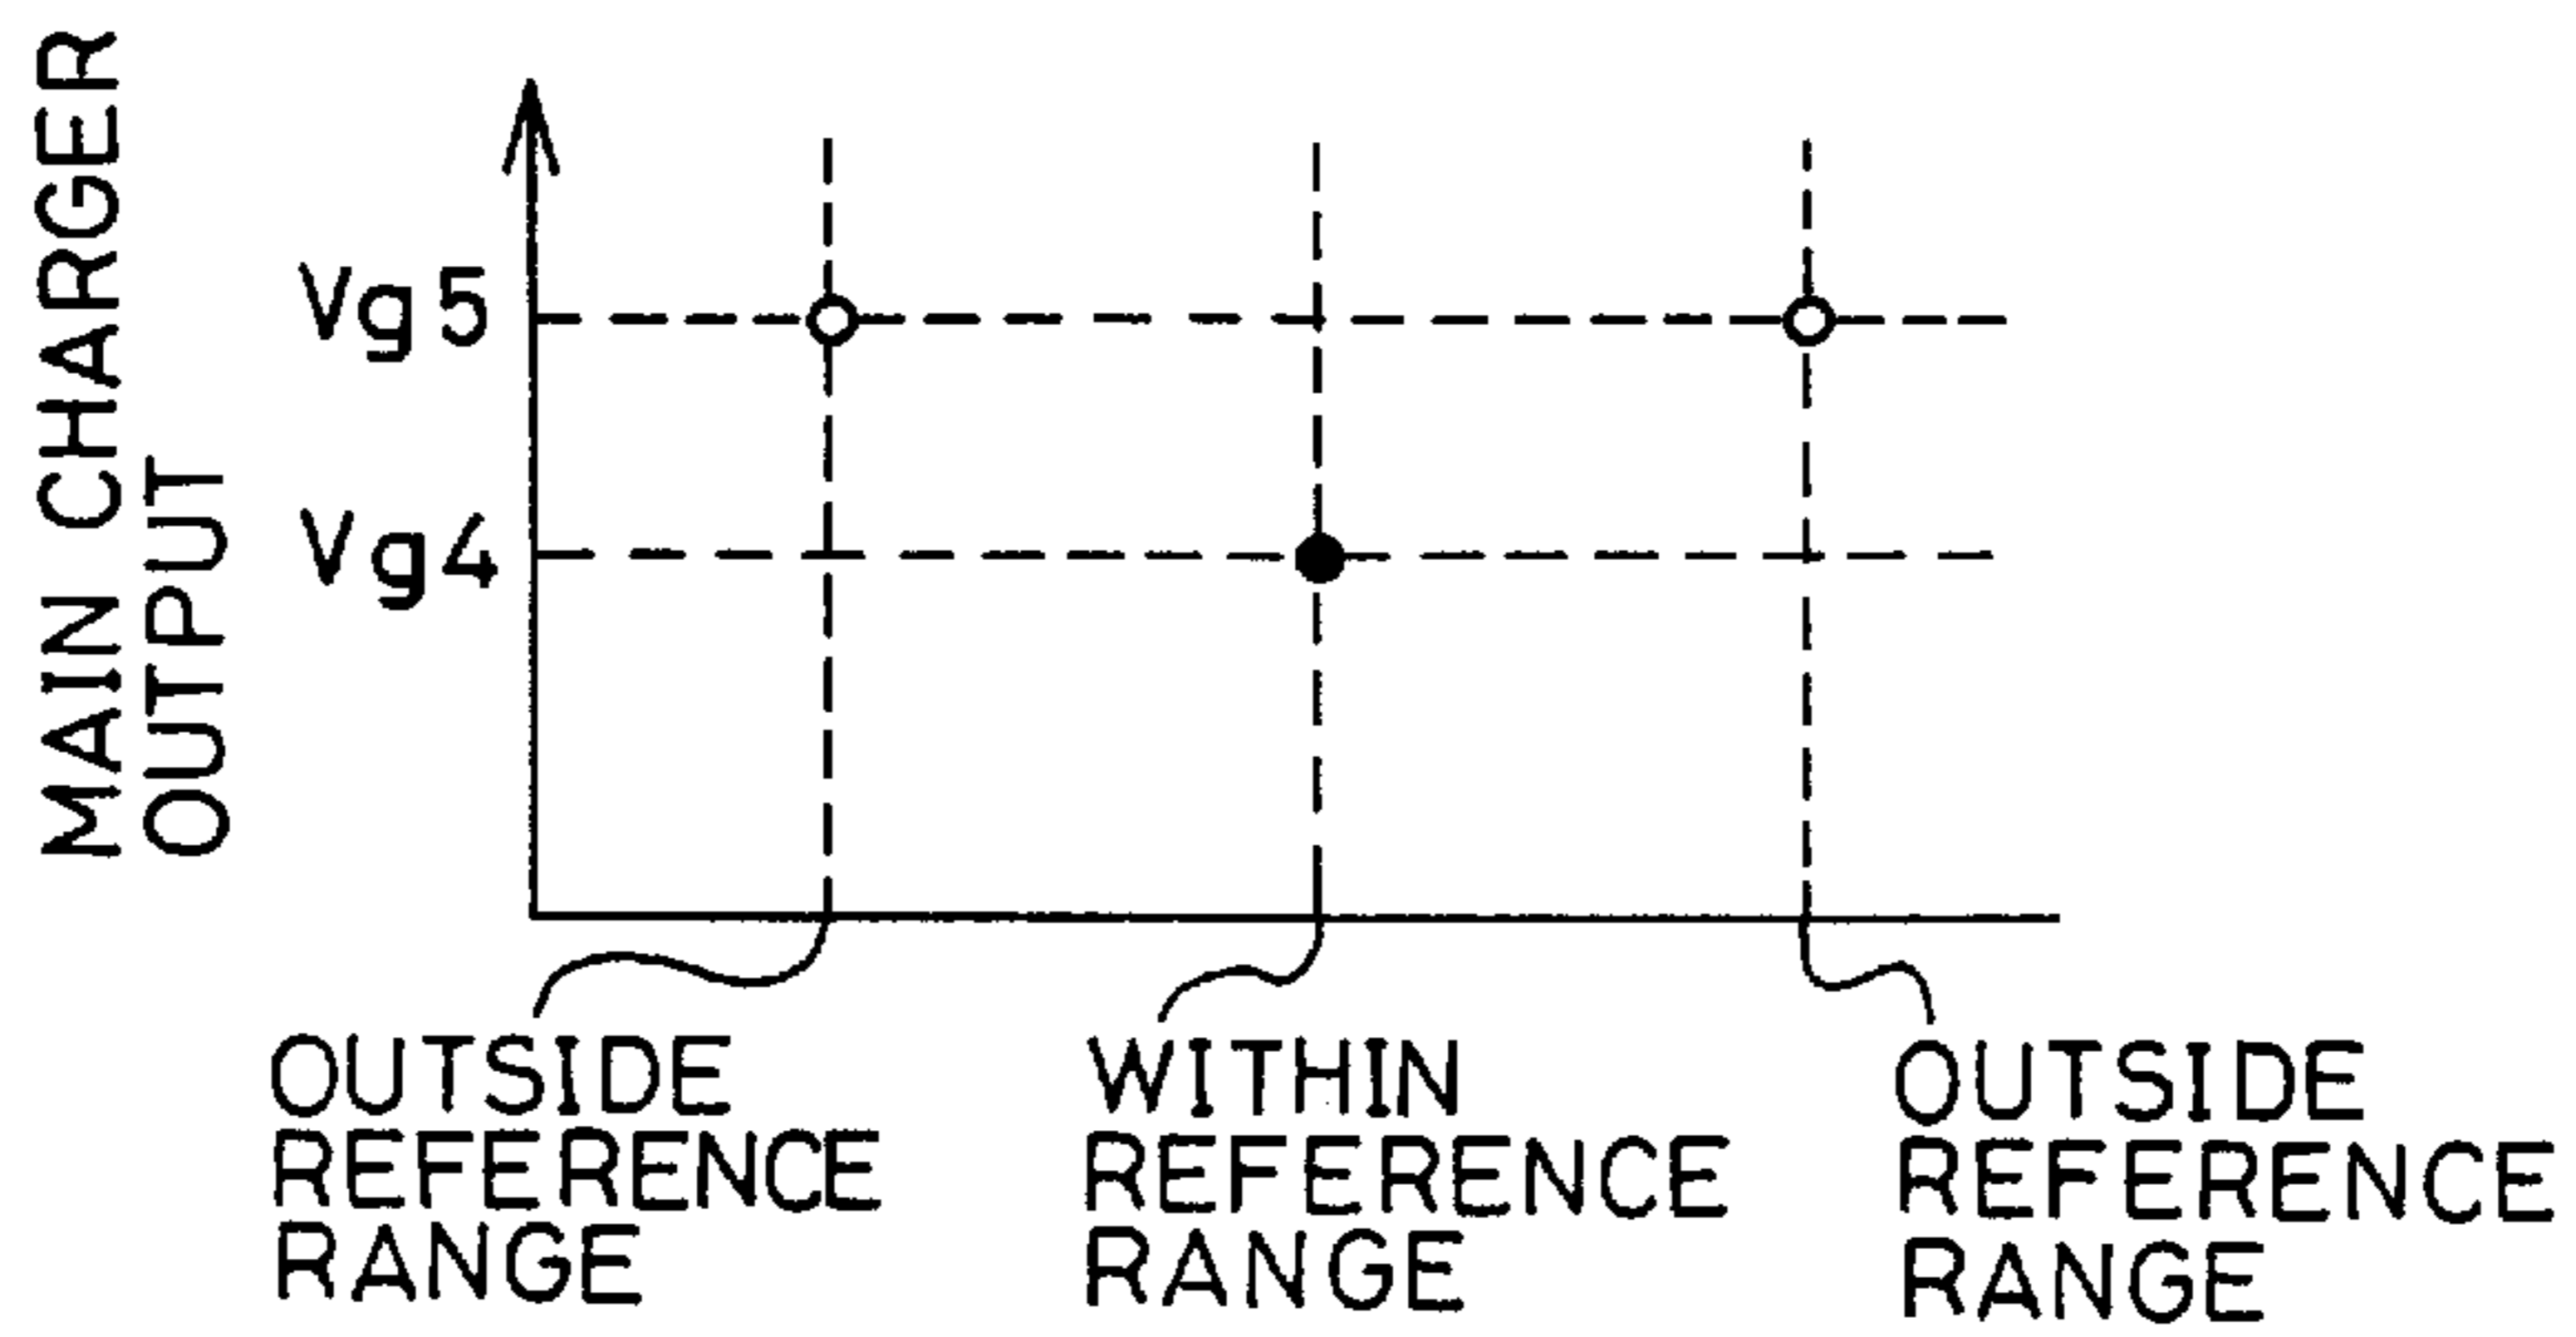 MAIN CHARGER
OUTPUT
Vg5
Vg4
OUTSIDE
REFERENCE
RANGE
WITHIN
REFERENCE
RANGE
OUTSIDE
REFERENCE
RANGE